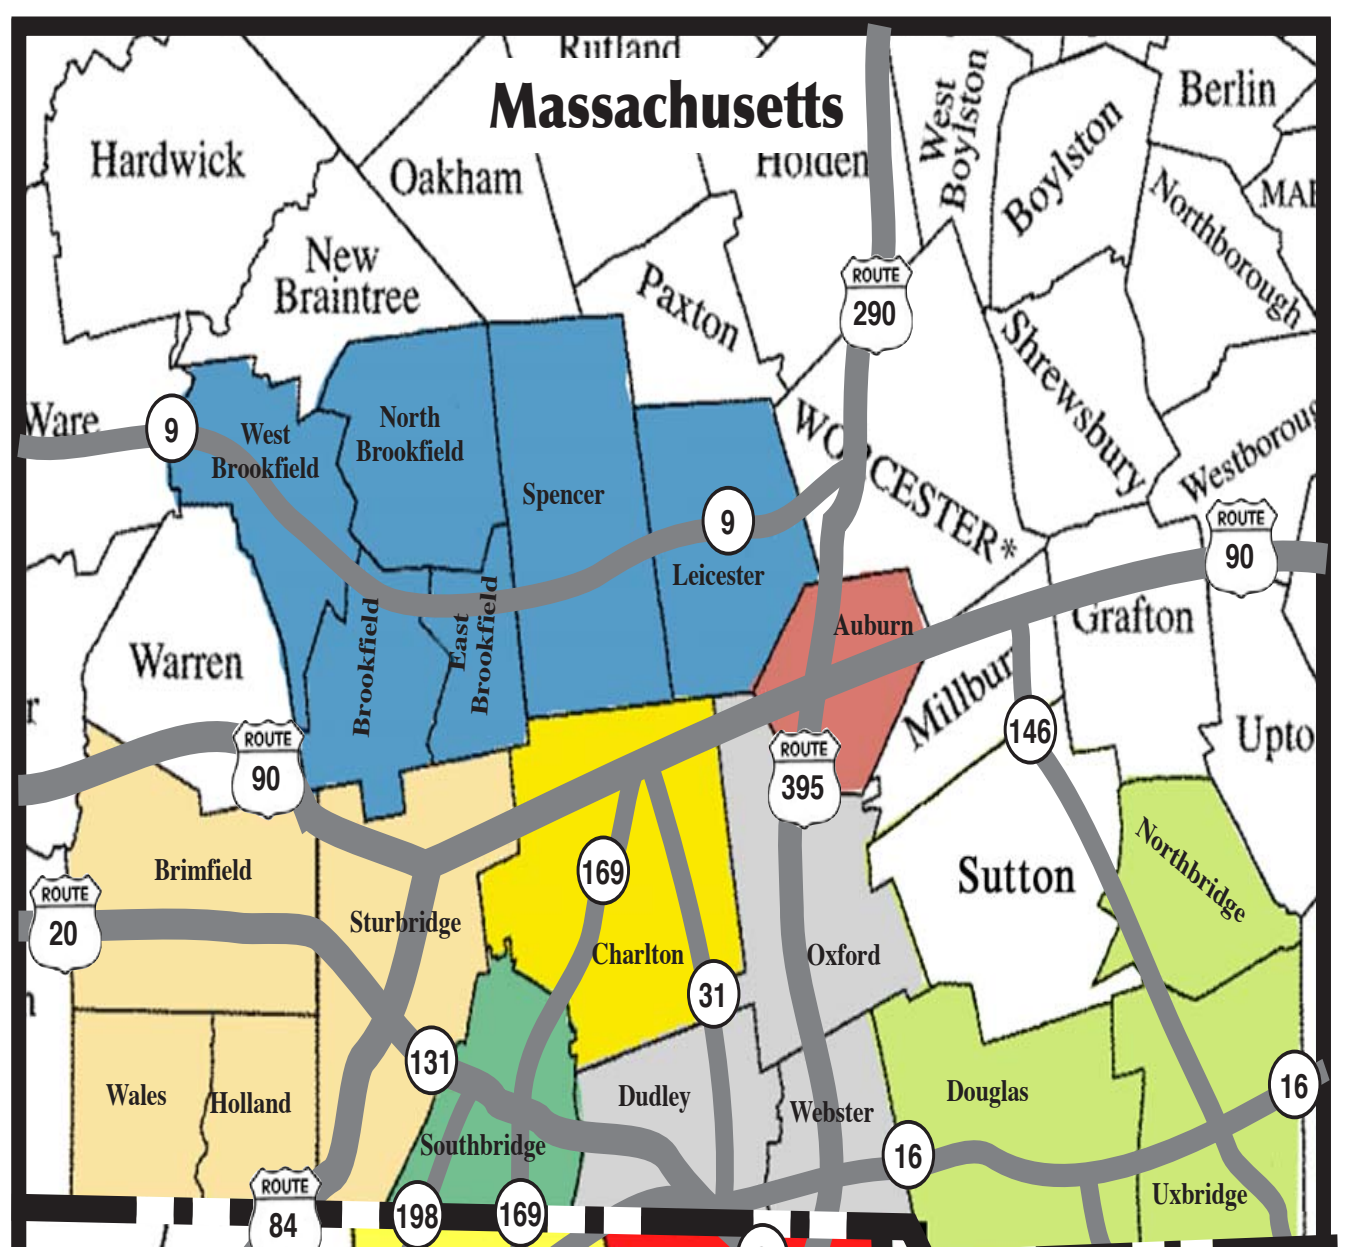 Rutland
Massachusetts
Hardwick
Oakham
Holden
West
Boylston
Boylston
Berlin
Northborough
New
Braintree
Paxton
ROUTE
290
Shrewsbury
Westboroug
Ware
9
West
Brookfield
North
Brookfield
Spencer
9
Leicester
WORCESTER*
ROUTE
90
Auburn
Grafton
Warren
Brookfield
East
Brookfield
Millbur
146
Upto
ROUTE
90
ROUTE
395
Brimfield
169
Sutton
Northbridge
ROUTE
20
Sturbridge
Charlton
Oxford
31
131
Wales
Holland
Dudley
Webster
Douglas
16
Southbridge
16
Uxbridge
ROUTE
84
198
169